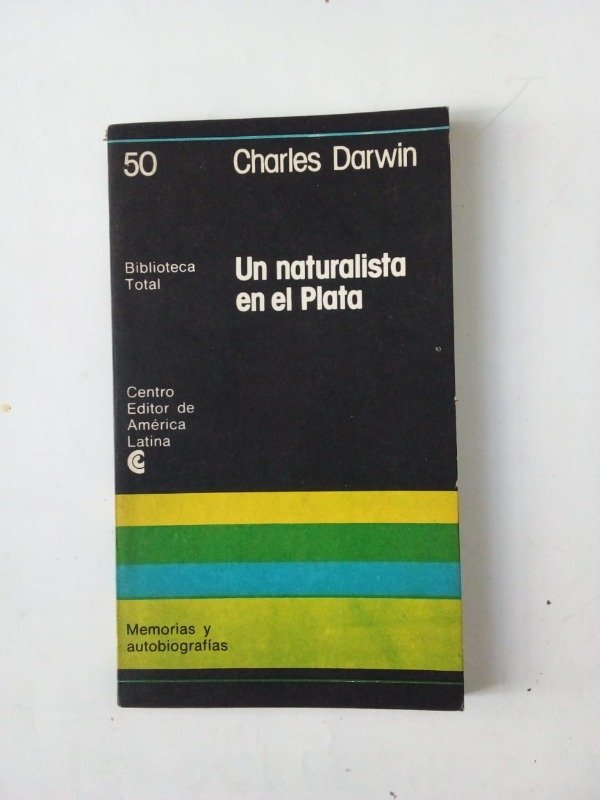 50 Charles Darwin
Biblioteca
Total
Un naturalista
en el Plata
Centro
Editor de
América
Latina
Memorias y
autobiografías